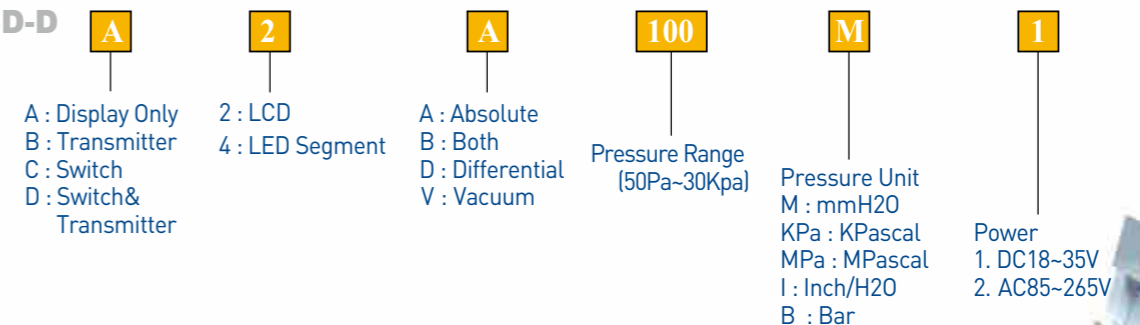 D-D A 2 A 100 M 1
A : Display Only
B : Transmitter
C : Switch
D : Switch&
Transmitter
2 : LCD
4 : LED Segment
A : Absolute
B : Both
D : Differential
V : Vacuum
Pressure Range
(50Pa~30Kpa)
Pressure Unit
M : mmH2O
KPa : KPascal
MPa : MPascal
I : Inch/H2O
B : Bar
Power
1. DC18~35V
2. AC85~265V